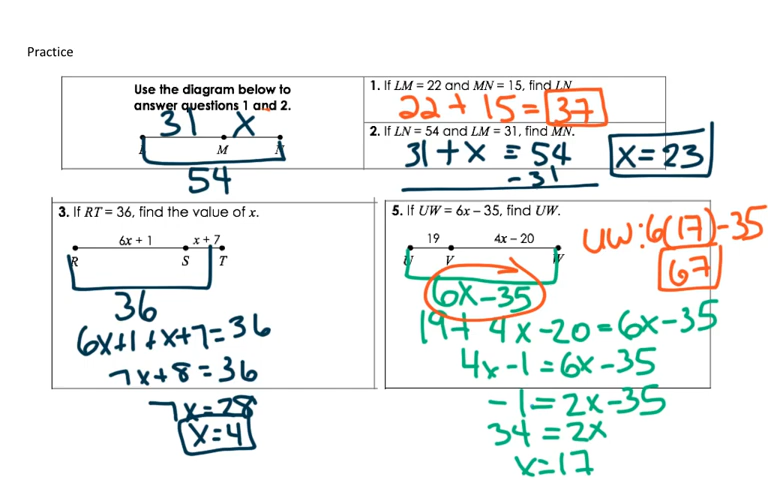 Practice
Use the diagram below to
answer questions 1 and 2.
31 X
M N
54
1. If LM = 22 and MN = 15, find LN.
22 + 15 = 37
2. If LN = 54 and LM = 31, find MN.
31 + x = 54
-31
x = 23
3. If RT = 36, find the value of x.
6x + 1 x + 7
R S T
36
6x+1+x+7=36
7x+8=36
7x=28
x=4
5. If UW = 6x – 35, find UW.
19 4x – 20
U V W
6x-35
19+ 4x-20=6x-35
4x-1=6x-35
-1=2x-35
34=2x
x=17
UW:6(17)-35
67